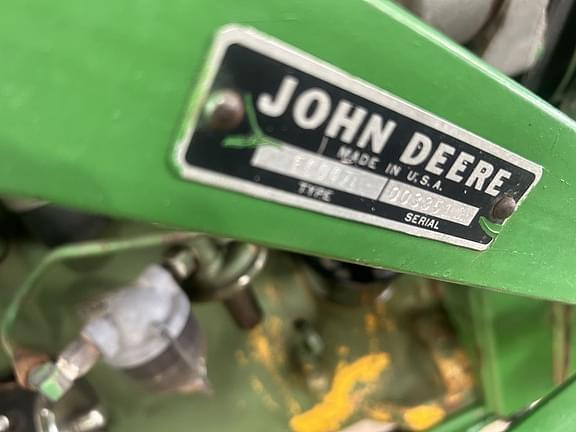 JOHN DEERE
MADE IN U.S.A.
TYPE
SERIAL